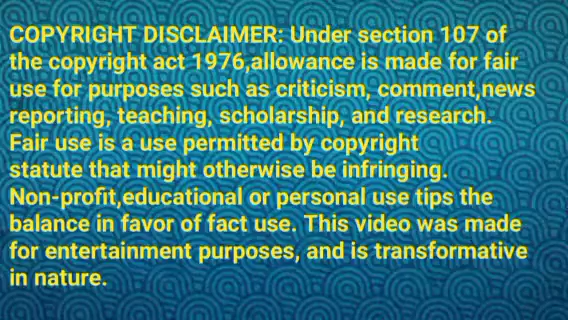 COPYRIGHT DISCLAIMER: Under section 107 of
the copyright act 1976,allowance is made for fair
use for purposes such as criticism, comment,news
reporting, teaching, scholarship, and research.
Fair use is a use permitted by copyright
statute that might otherwise be infringing.
Non-profit,educational or personal use tips the
balance in favor of fact use. This video was made
for entertainment purposes, and is transformative
in nature.